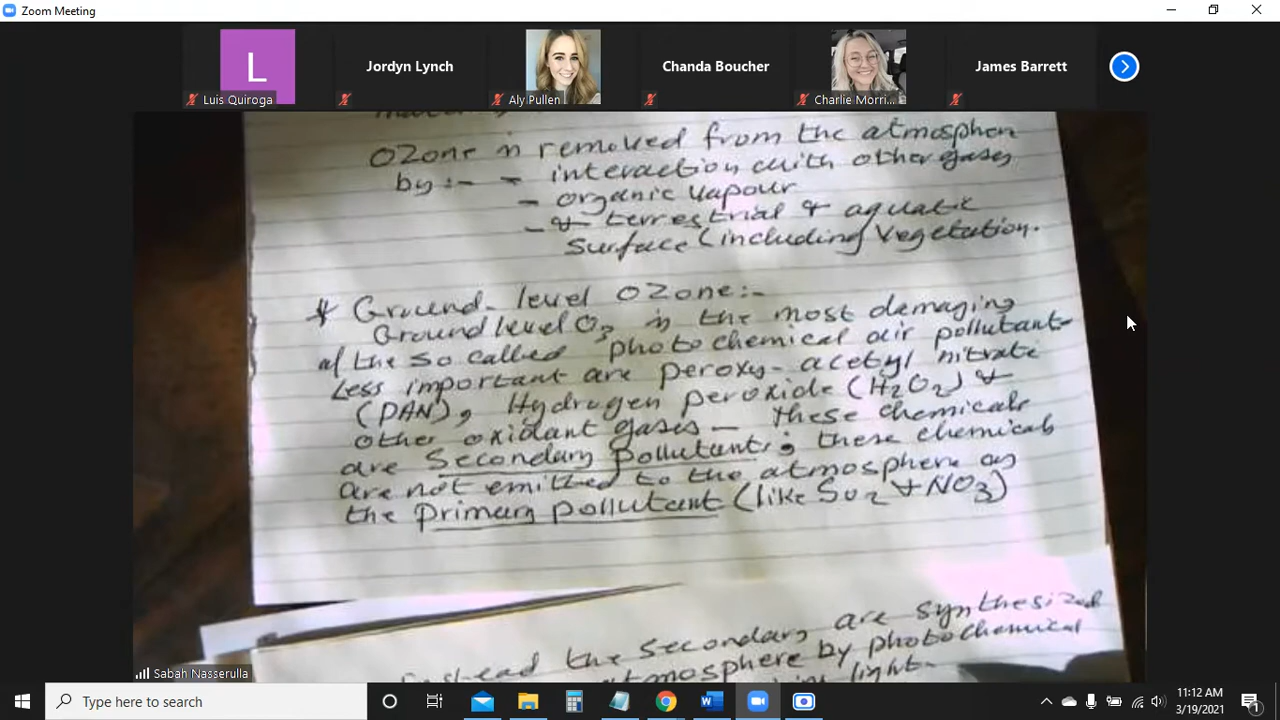 Zoom Meeting
L
Luis Quiroga
Jordyn Lynch
Aly Pullen
Chanda Boucher
Charlie Morri...
James Barrett
OZone is removed from the atmospher
by :- - interaction with other gases
- organic vapour
- & terrestrial & aquatic
Surface (including vegetation.
* Ground-level OZone:-
Ground level O3 is the most damaging
of the so called photochemical air pollutant
Less important are peroxy-acetyl nitrate
(PAN), Hydrogen peroxide (H2O2) &
other oxidant gases - these chemicals
are Secondary pollutant; these chemicals
are not emitted to the atmosphere as
the primary pollutant (like SO2 & NO3)
the secondary are synthesized
atmosphere by photochemical
light.
Sabah Nasserulla
Type here to search
11:12 AM
3/19/2021
1